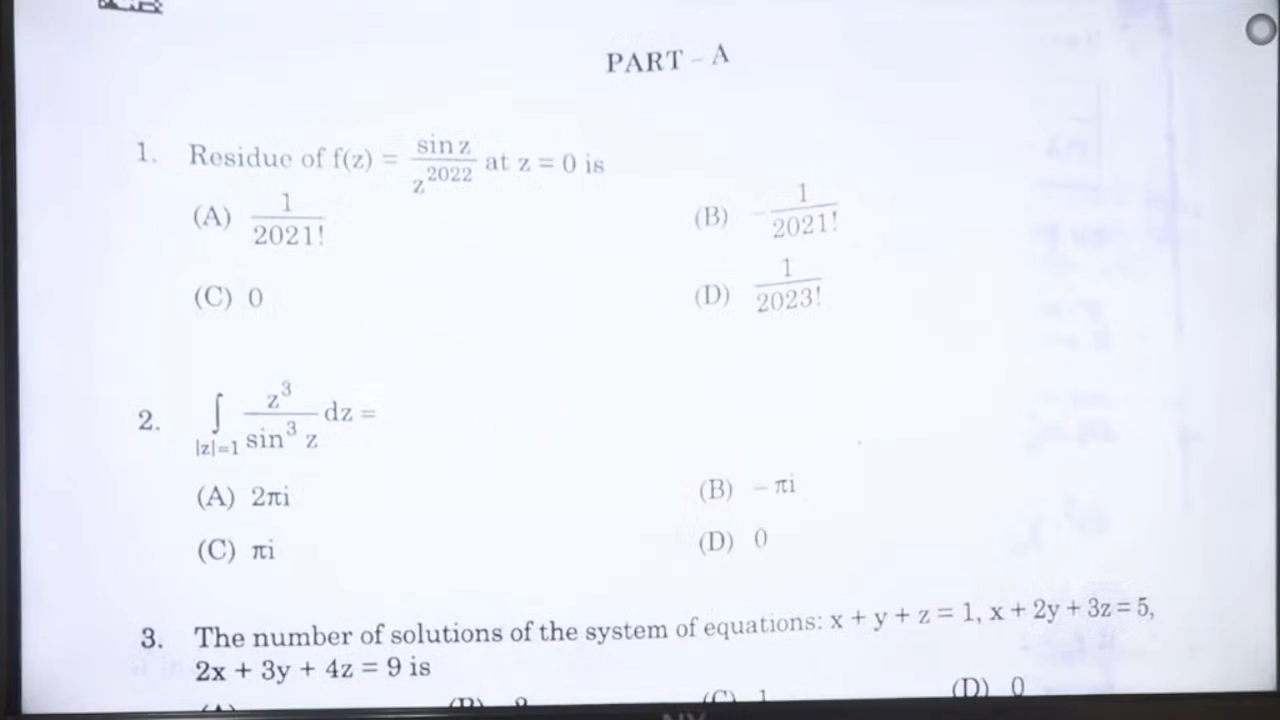 PART – A
1. Residue of f(z) = sin z / z^2022 at z = 0 is
(A) 1/2021! (B) – 1/2021!
(C) 0 (D) 1/2023!
2. ∫|z|=1 z^3 / sin^3 z dz =
(A) 2πi (B) – πi
(C) πi (D) 0
3. The number of solutions of the system of equations: x + y + z = 1, x + 2y + 3z = 5,
2x + 3y + 4z = 9 is
(C) 1 (D) 0